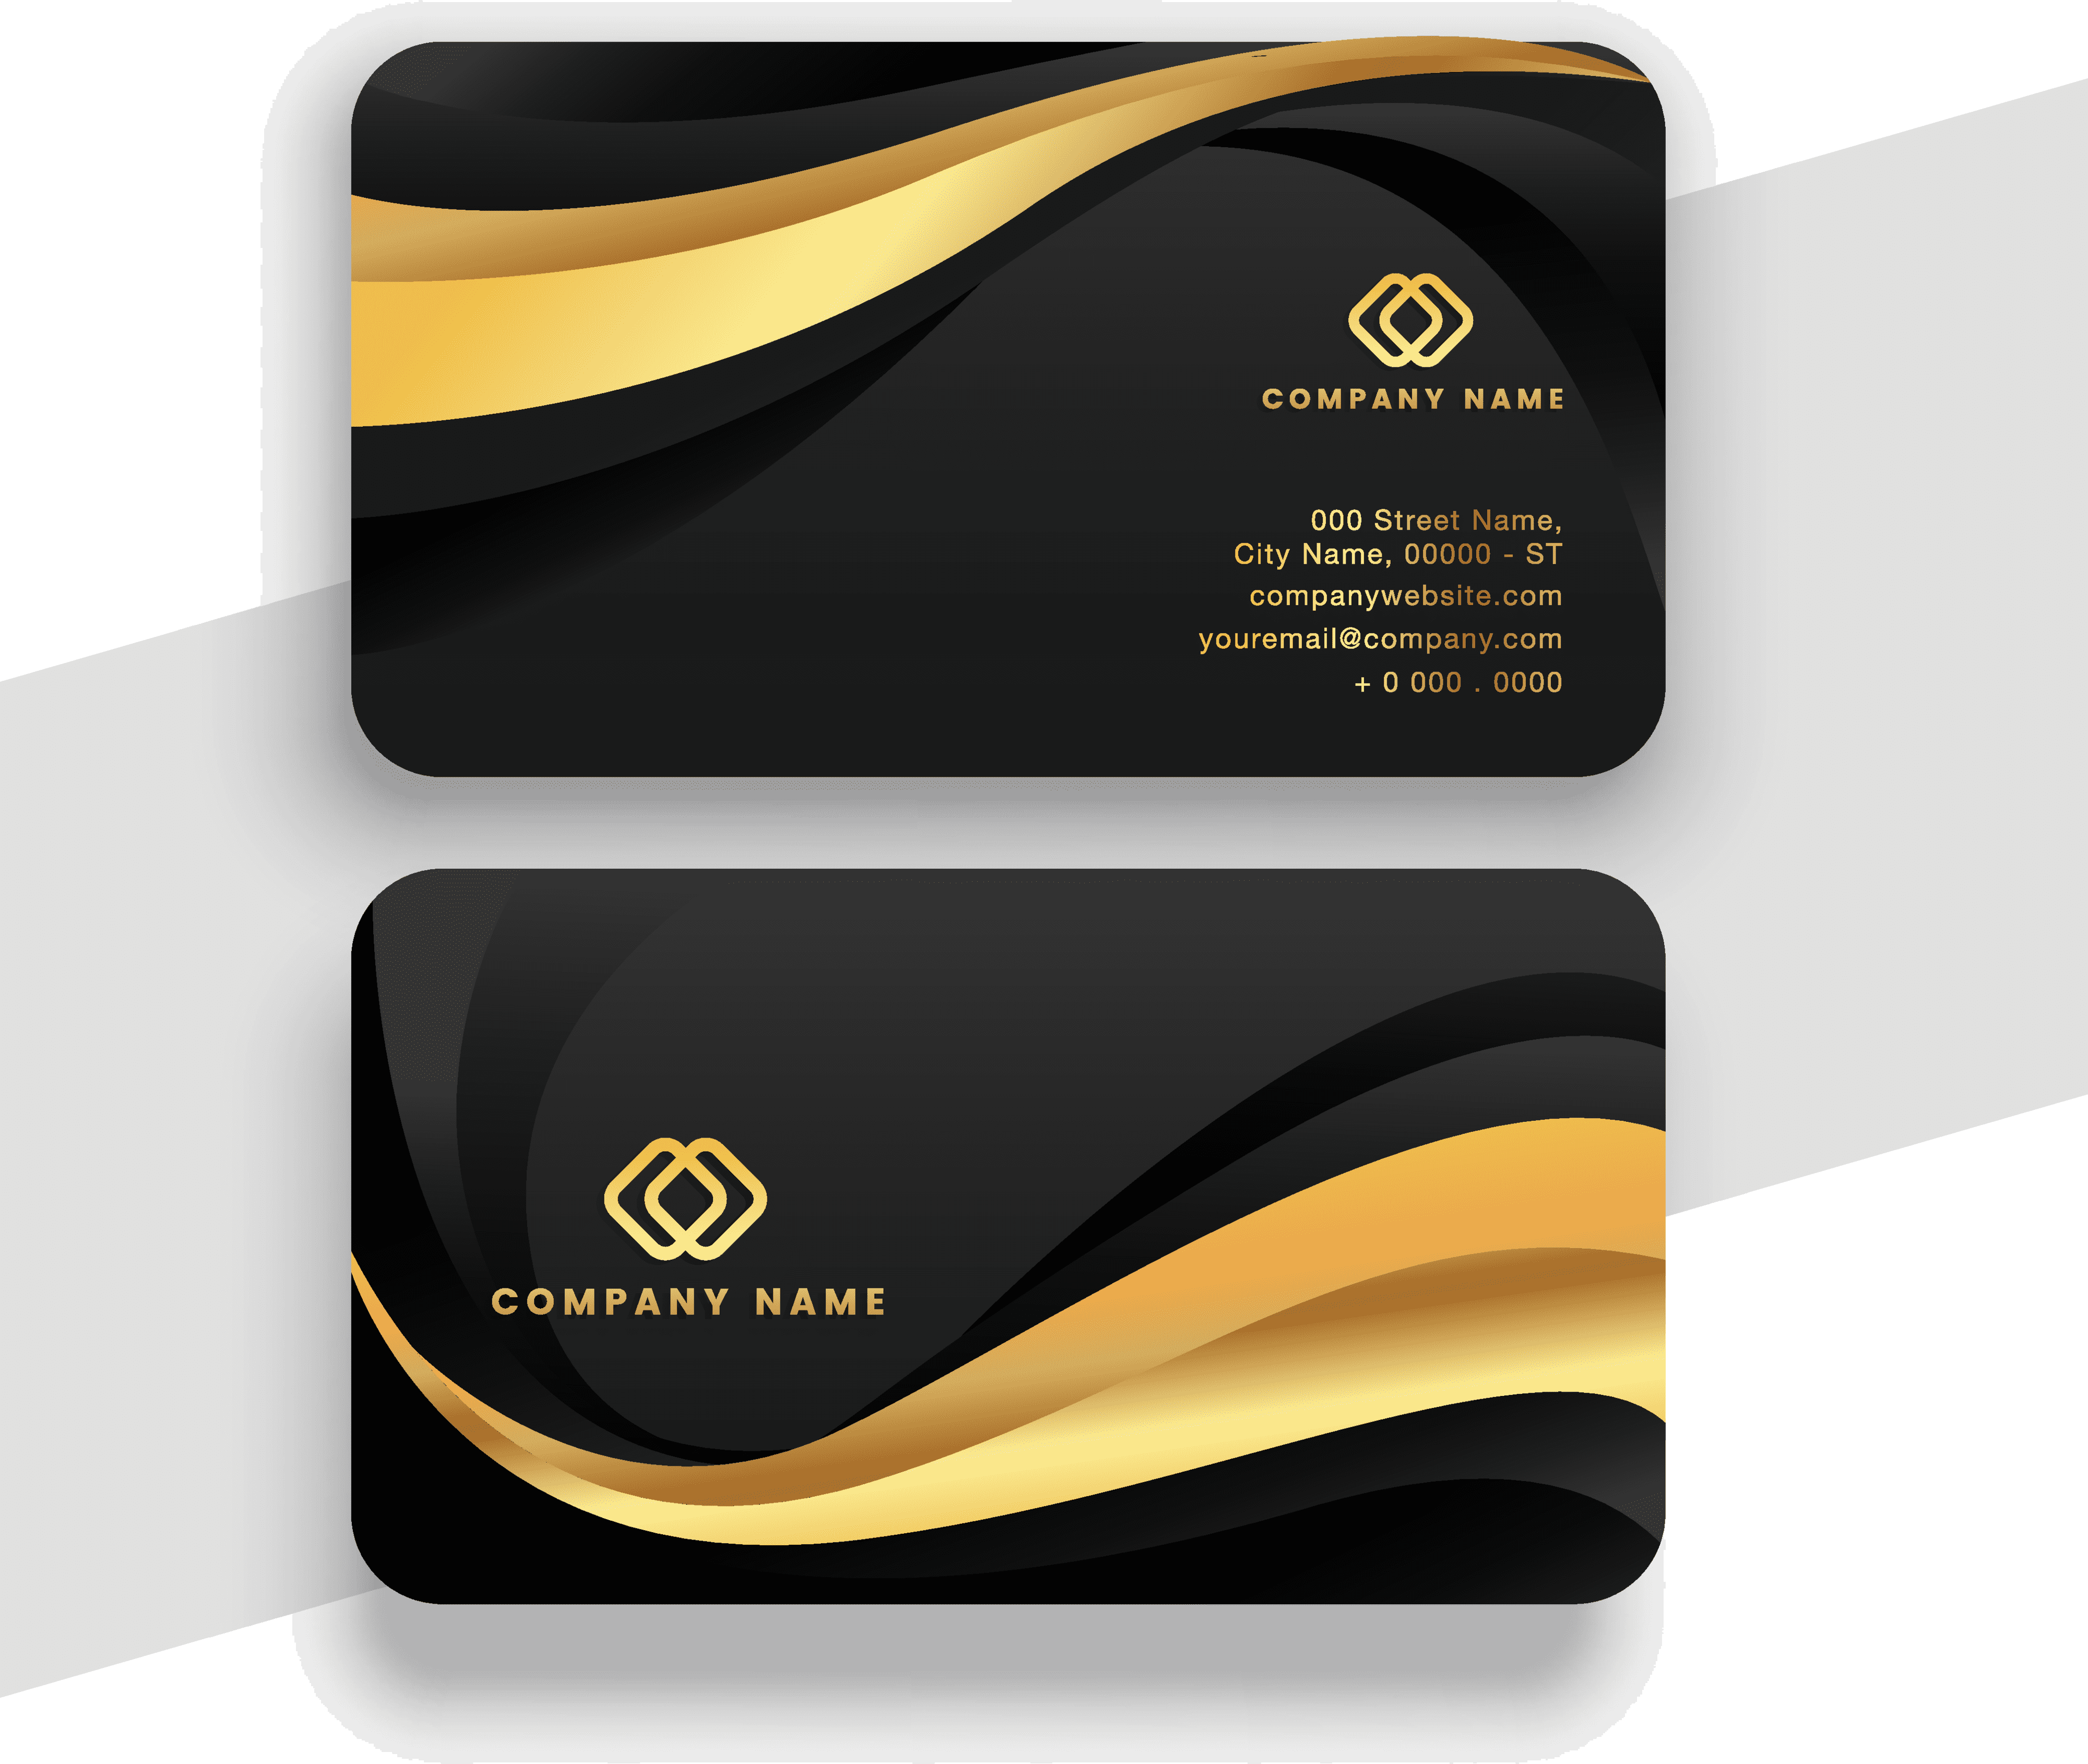 COMPANY NAME
000 Street Name,
City Name, 00000 - ST
companywebsite.com
youremail@company.com
+ 0 000 . 0000
COMPANY NAME